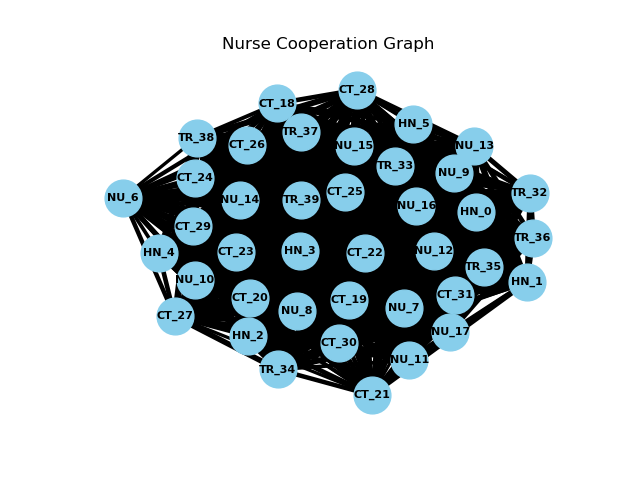 Nurse Cooperation Graph
CT_28
CT_18
HN_5
TR_37
TR_38
CT_26
NU_15
NU_13
TR_33
NU_9
CT_24
CT_25
TR_32
NU_6
NU_14
TR_39
NU_16
HN_0
CT_29
TR_36
HN_4
CT_23
HN_3
CT_22
NU_12
TR_35
NU_10
HN_1
CT_20
CT_19
CT_31
NU_8
NU_7
CT_27
HN_2
NU_17
CT_30
NU_11
TR_34
CT_21